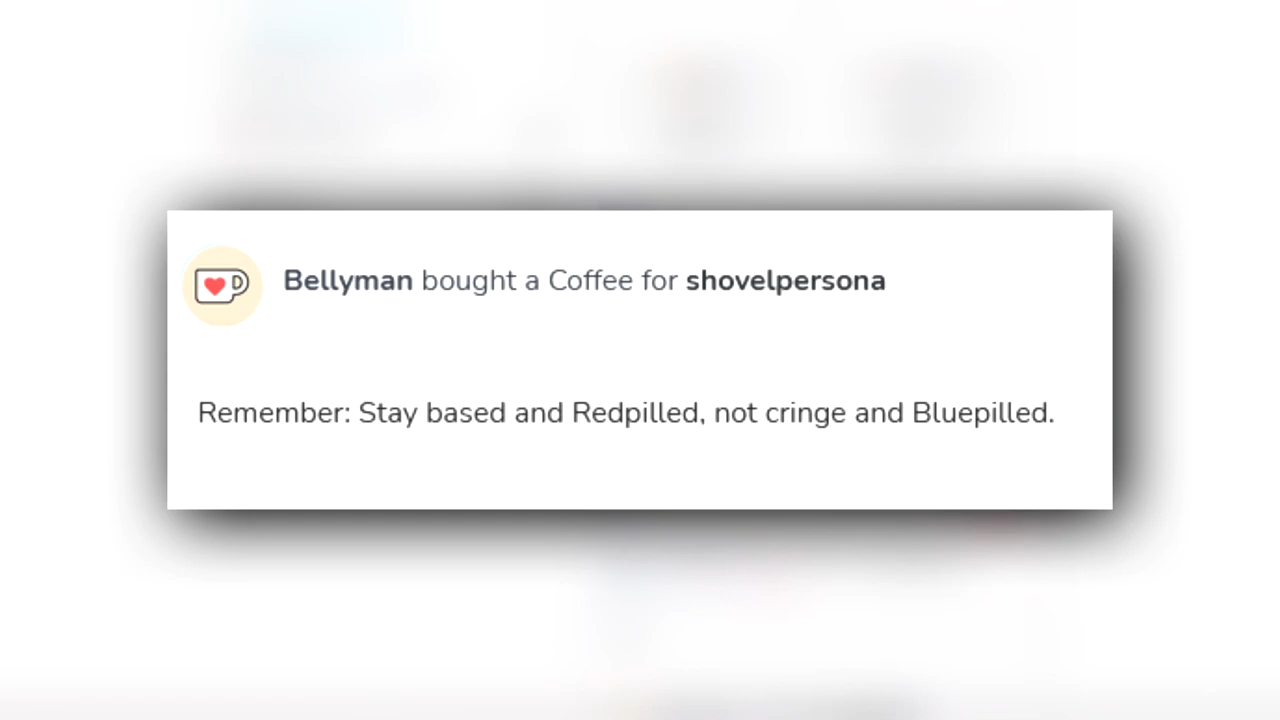 Bellyman bought a Coffee for shovelpersona
Remember: Stay based and Redpilled, not cringe and Bluepilled.